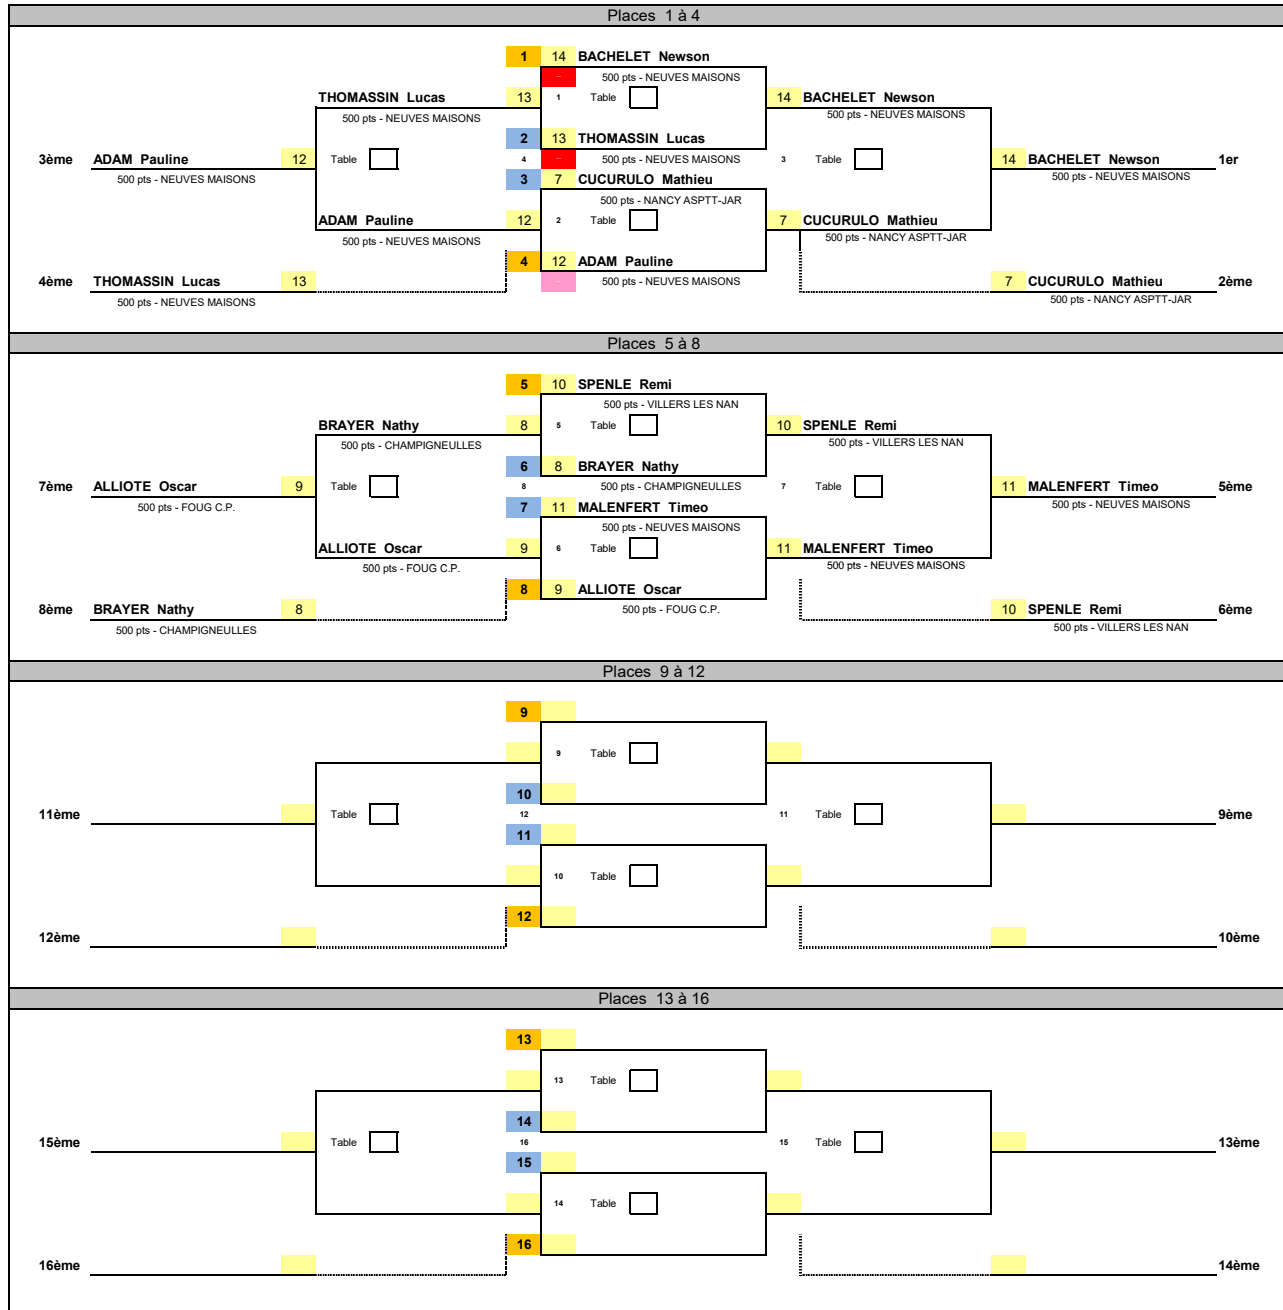 Places 1 à 4
1 14 BACHELET Newson
500 pts - NEUVES MAISONS
THOMASSIN Lucas 13 1 Table 14 BACHELET Newson
500 pts - NEUVES MAISONS 500 pts - NEUVES MAISONS
2 13 THOMASSIN Lucas
3ème ADAM Pauline 12 Table 4 500 pts - NEUVES MAISONS 3 Table 14 BACHELET Newson 1er
500 pts - NEUVES MAISONS 3 7 CUCURULO Mathieu 500 pts - NEUVES MAISONS
500 pts - NANCY ASPTT-JAR
ADAM Pauline 12 2 Table 7 CUCURULO Mathieu
500 pts - NEUVES MAISONS 500 pts - NANCY ASPTT-JAR
4 12 ADAM Pauline
4ème THOMASSIN Lucas 13 500 pts - NEUVES MAISONS 7 CUCURULO Mathieu 2ème
500 pts - NEUVES MAISONS 500 pts - NANCY ASPTT-JAR
Places 5 à 8
5 10 SPENLE Remi
500 pts - VILLERS LES NAN
BRAYER Nathy 8 5 Table 10 SPENLE Remi
500 pts - CHAMPIGNEULLES 500 pts - VILLERS LES NAN
6 8 BRAYER Nathy
7ème ALLIOTE Oscar 9 Table 8 500 pts - CHAMPIGNEULLES 7 Table 11 MALENFERT Timeo 5ème
500 pts - FOUG C.P. 7 11 MALENFERT Timeo 500 pts - NEUVES MAISONS
500 pts - NEUVES MAISONS
ALLIOTE Oscar 9 6 Table 11 MALENFERT Timeo
500 pts - FOUG C.P. 500 pts - NEUVES MAISONS
8 9 ALLIOTE Oscar
8ème BRAYER Nathy 8 500 pts - FOUG C.P. 10 SPENLE Remi 6ème
500 pts - CHAMPIGNEULLES 500 pts - VILLERS LES NAN
Places 9 à 12
9
9 Table
10
11ème Table 12 11 Table 9ème
11
10 Table
12
12ème 10ème
Places 13 à 16
13
13 Table
14
15ème Table 16 15 Table 13ème
15
14 Table
16
16ème 14ème